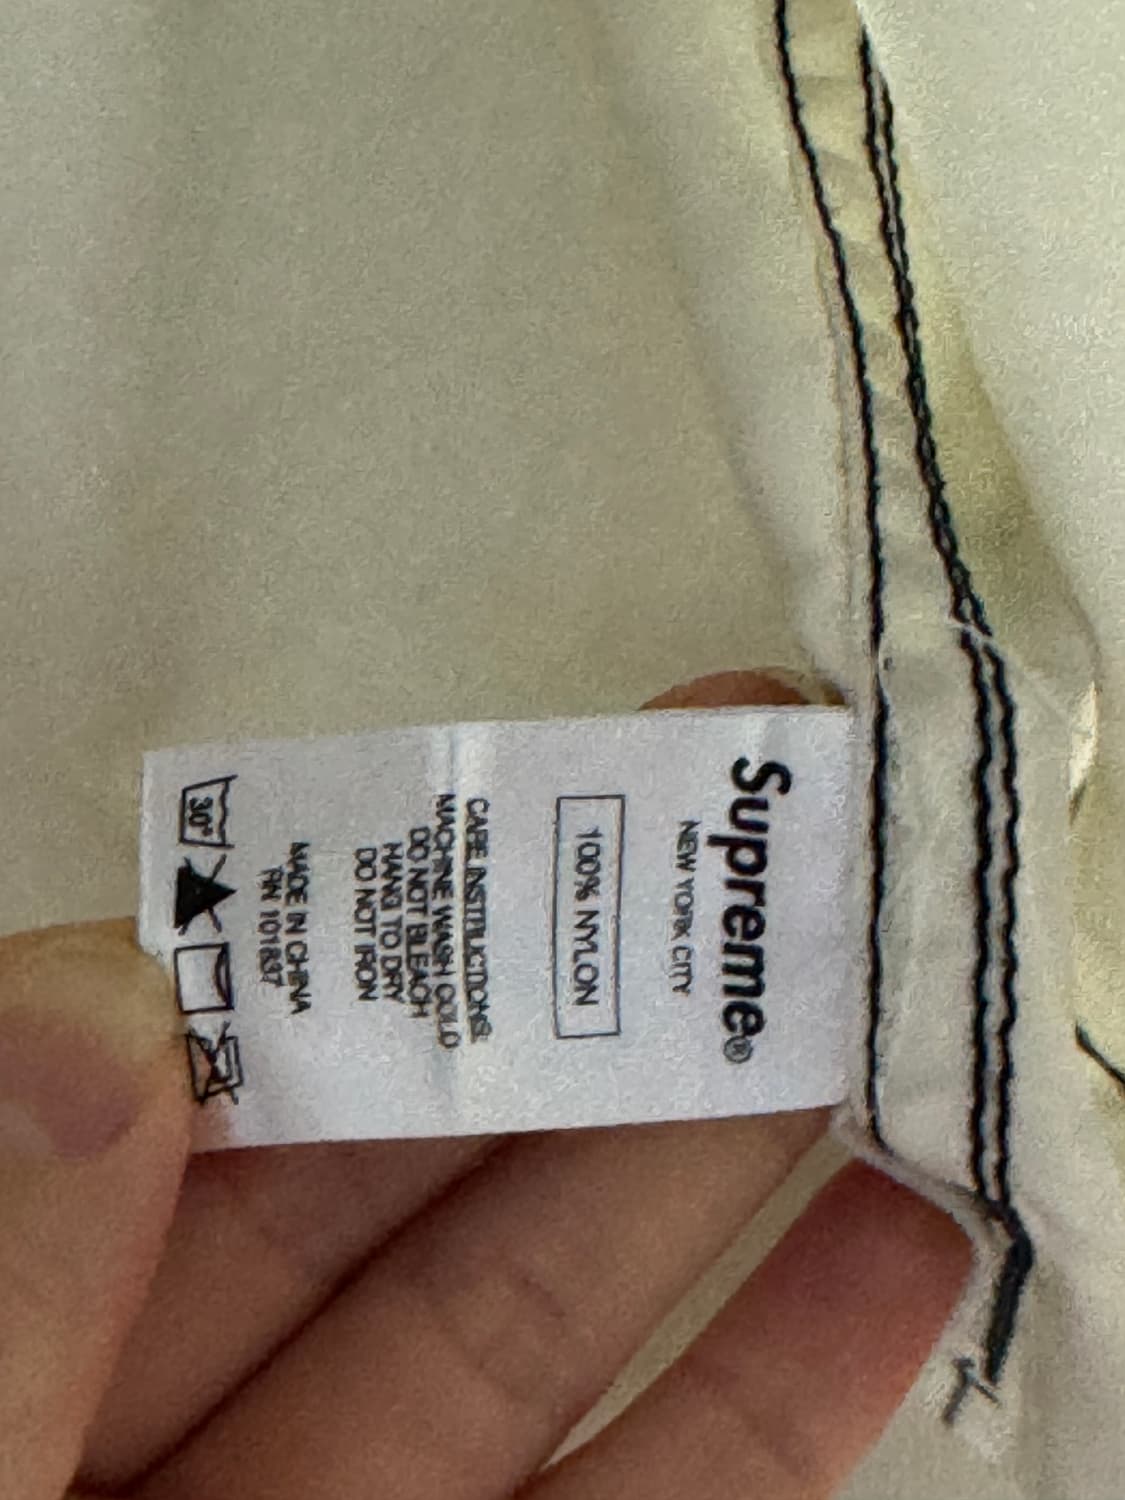 Supreme®
NEW YORK CITY
100% NYLON
CARE INSTRUCTIONS
MACHINE WASH COLD
DO NOT BLEACH
HANG TO DRY
DO NOT IRON
MADE IN CHINA
RN 101837
30°